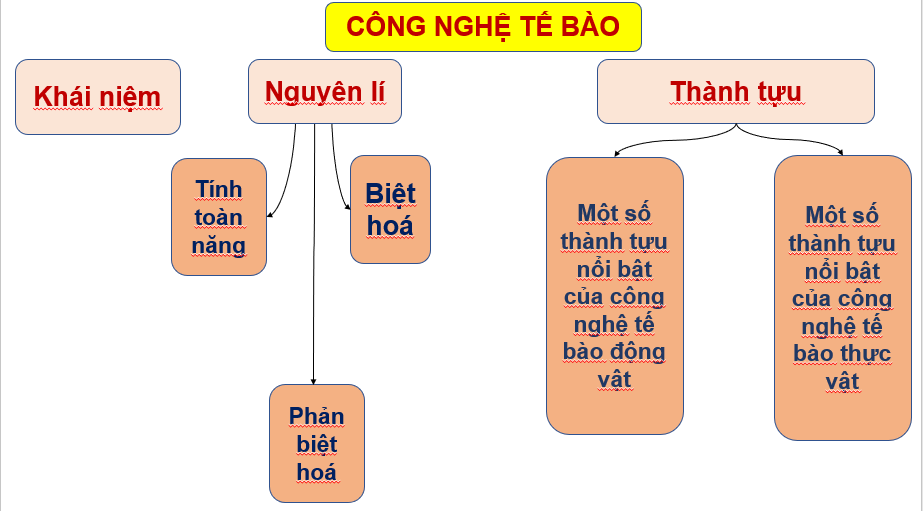 CÔNG NGHỆ TẾ BÀO
Khái niệm
Nguyên lí
Thành tựu
Tính
toàn
năng
Biệt
hoá
Phản
biệt
hoá
Một số
thành tựu
nổi bật
của công
nghệ tế
bào động
vật
Một số
thành tựu
nổi bật
của công
nghệ tế
bào thực
vật